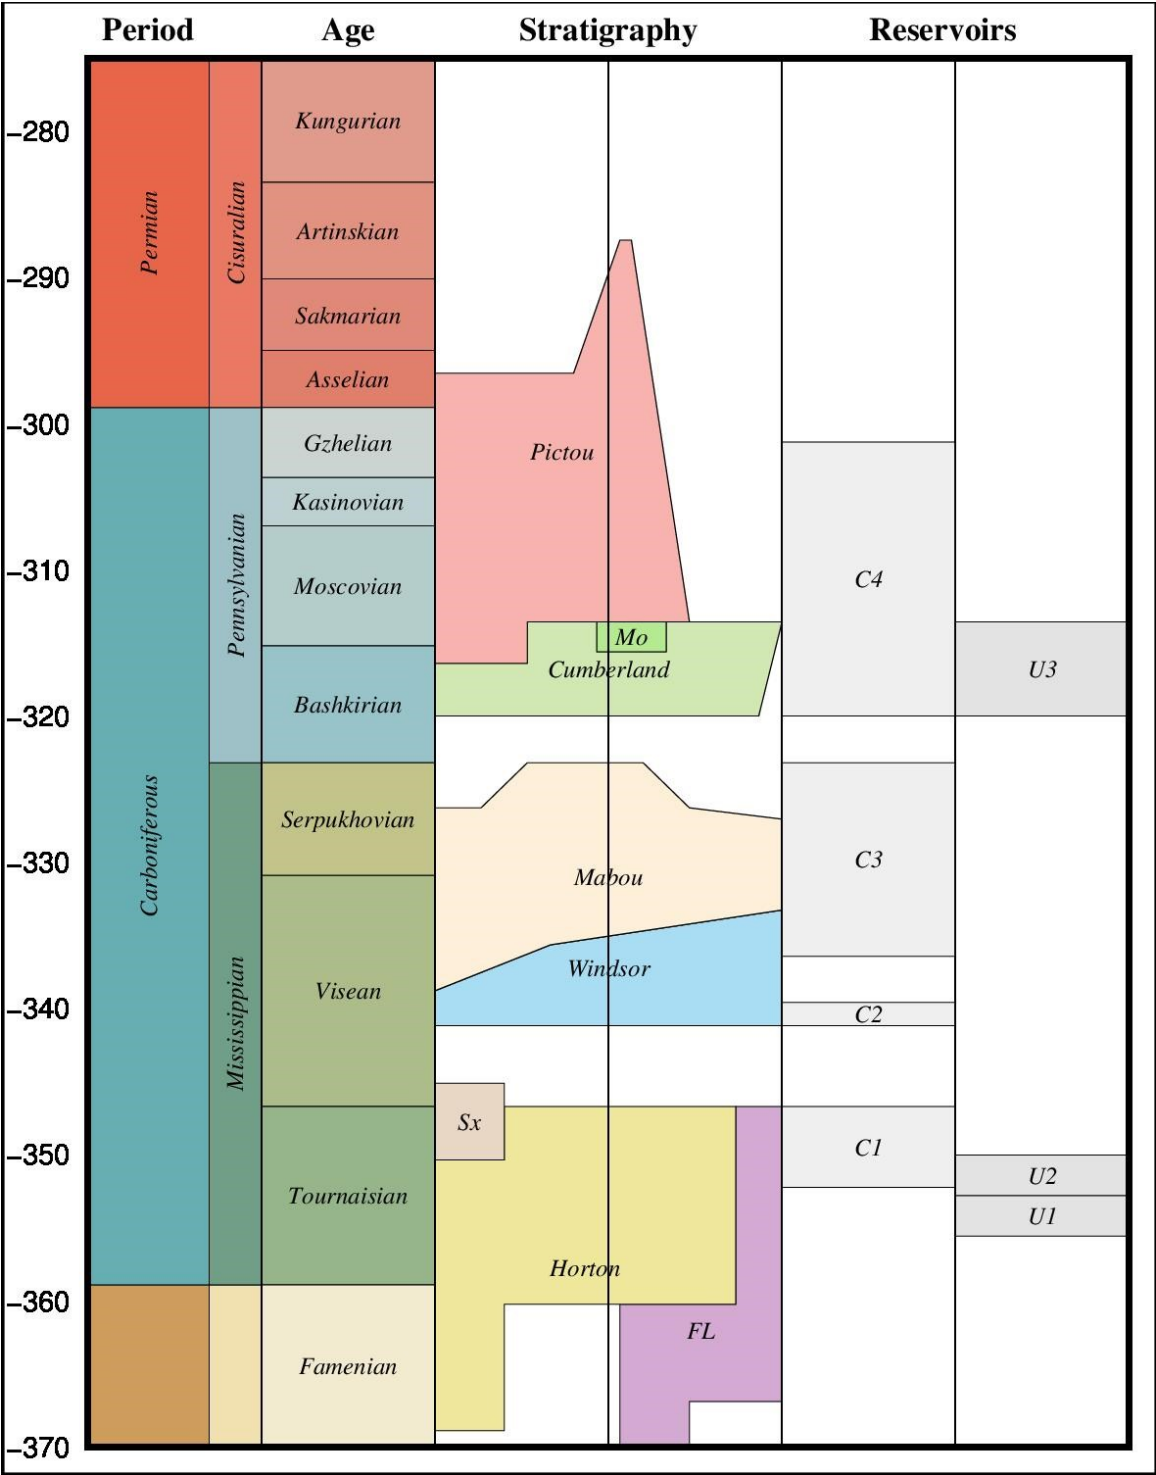 Period Age Stratigraphy Reservoirs
−280
−290
−300
−310
−320
−330
−340
−350
−360
−370
Permian
Carboniferous
Cisuralian
Pennsylvanian
Mississippian
Kungurian
Artinskian
Sakmarian
Asselian
Gzhelian
Kasinovian
Moscovian
Bashkirian
Serpukhovian
Visean
Tournaisian
Famenian
Pictou
Mo
Cumberland
Mabou
Windsor
Sx
Horton
FL
C4
C3
C2
C1
U3
U2
U1